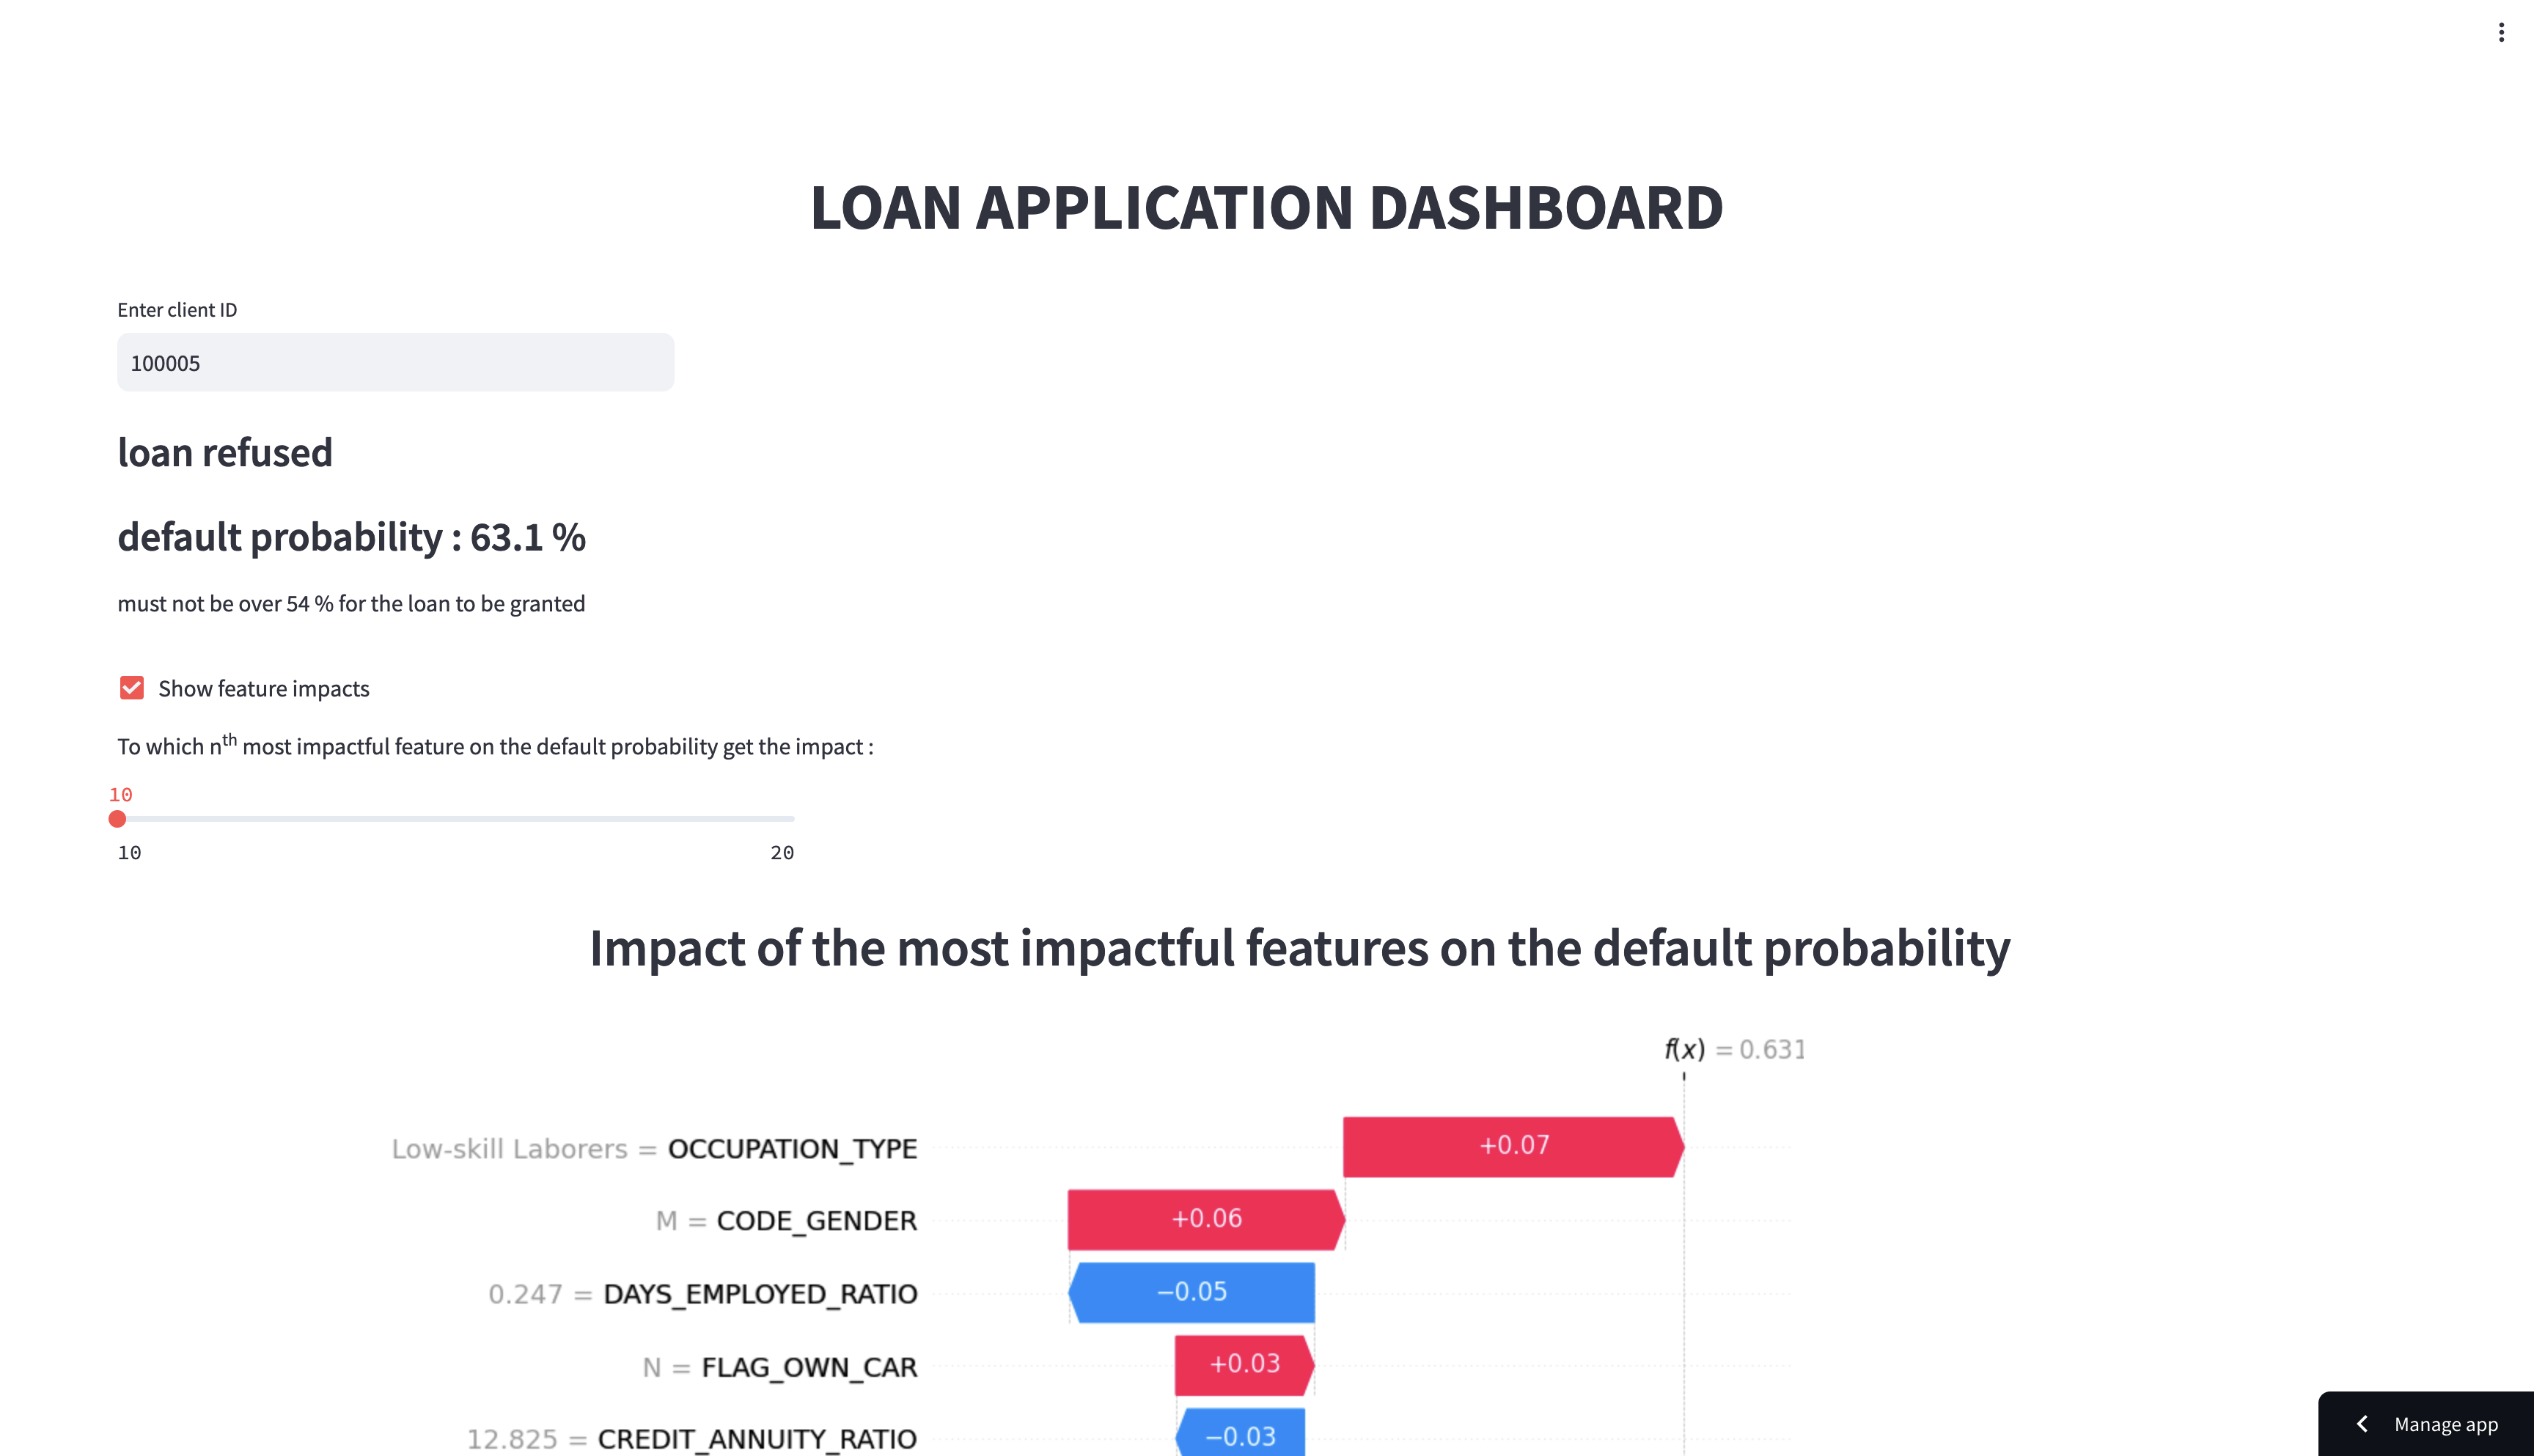 LOAN APPLICATION DASHBOARD
Enter client ID
100005
loan refused
default probability : 63.1 %
must not be over 54 % for the loan to be granted
Show feature impacts
To which nth most impactful feature on the default probability get the impact :
10
10 20
Impact of the most impactful features on the default probability
f(x) = 0.631
Low-skill Laborers = OCCUPATION_TYPE +0.07
M = CODE_GENDER +0.06
0.247 = DAYS_EMPLOYED_RATIO −0.05
N = FLAG_OWN_CAR +0.03
12.825 = CREDIT_ANNUITY_RATIO −0.03
Manage app